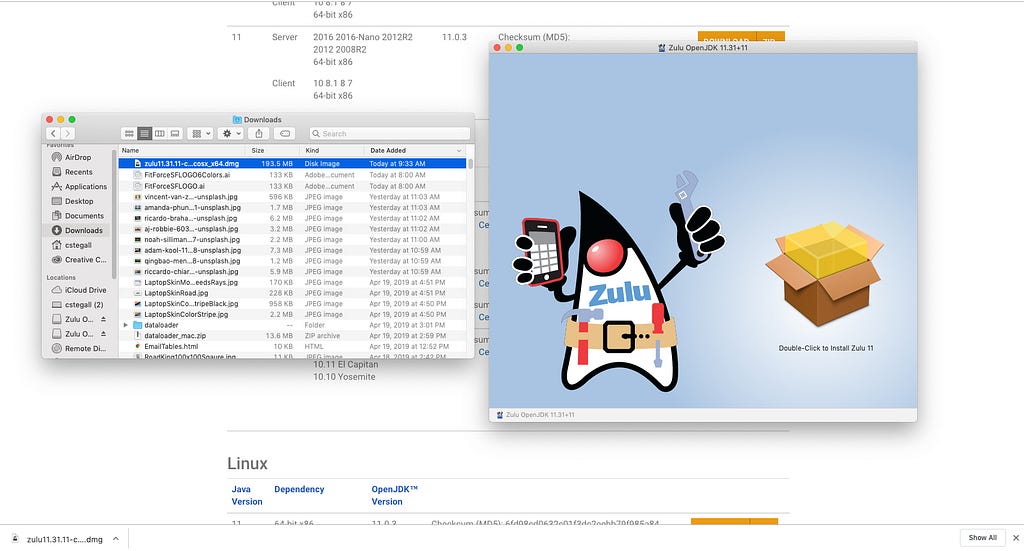 Client
10 8.1 8 7
64-bit x86
11
Server
2016 2016-Nano 2012R2
2012 2008R2
64-bit x86
11.0.3
Checksum (MD5):
DOWNLOAD
ZIP
Client
10 8.1 8 7
64-bit x86
Zulu OpenJDK 11.31+11
Downloads
Search
Favorites
AirDrop
Recents
Applications
Desktop
Documents
Downloads
cstegall
Creative C...
Locations
iCloud Drive
cstegall (2)
Zulu O...
Zulu O...
Remote Di...
Name Size Kind Date Added
zulu11.31.11-c...cosx_x64.dmg 193.5 MB Disk Image Today at 9:33 AM
FitForceSFLOGO6Colors.ai 133 KB Adobe...cument Today at 8:00 AM
FitForceSFLOGO.ai 133 KB Adobe...cument Today at 8:00 AM
vincent-van-z...-unsplash.jpg 596 KB JPEG image Yesterday at 11:03 AM
amanda-phun...1-unsplash.jpg 1.7 MB JPEG image Yesterday at 11:03 AM
ricardo-braha...-unsplash.jpg 6.2 MB JPEG image Yesterday at 11:02 AM
aj-robbie-603...-unsplash.jpg 3.2 MB JPEG image Yesterday at 11:02 AM
noah-silliman...7-unsplash.jpg 2.2 MB JPEG image Yesterday at 11:00 AM
adam-kool-11...8-unsplash.jpg 5.8 MB JPEG image Yesterday at 10:59 AM
qingbao-men...8-unsplash.jpg 1.2 MB JPEG image Yesterday at 10:59 AM
riccardo-chiar...-unsplash.jpg 5.9 MB JPEG image Yesterday at 10:59 AM
LaptopSkinMo...eedsRays.jpg 170 KB JPEG image Apr 19, 2019 at 4:51 PM
LaptopSkinRoad.jpg 228 KB JPEG image Apr 19, 2019 at 4:51 PM
LaptopSkinCo...tripeBlack.jpg 958 KB JPEG image Apr 19, 2019 at 4:50 PM
LaptopSkinColorStripe.jpg 2.2 MB JPEG image Apr 19, 2019 at 4:50 PM
dataloader -- Folder Apr 19, 2019 at 3:01 PM
dataloader_mac.zip 13.6 MB ZIP archive Apr 19, 2019 at 2:59 PM
EmailTables.html 10 KB HTML Apr 19, 2019 at 12:52 PM
RoadKing100x100Square.jpg 11 KB JPEG image Apr 18, 2019 at 2:42 PM
sum
Ce
sum
Ce
sum
Ce
Ce
Zulu
Double-Click to Install Zulu 11
Zulu OpenJDK 11.31+11
10.11 El Capitan
10.10 Yosemite
Linux
Java
Version
Dependency
OpenJDK™
Version
11 64-bit x86 11.0.3
zulu11.31.11-c....dmg
Show All